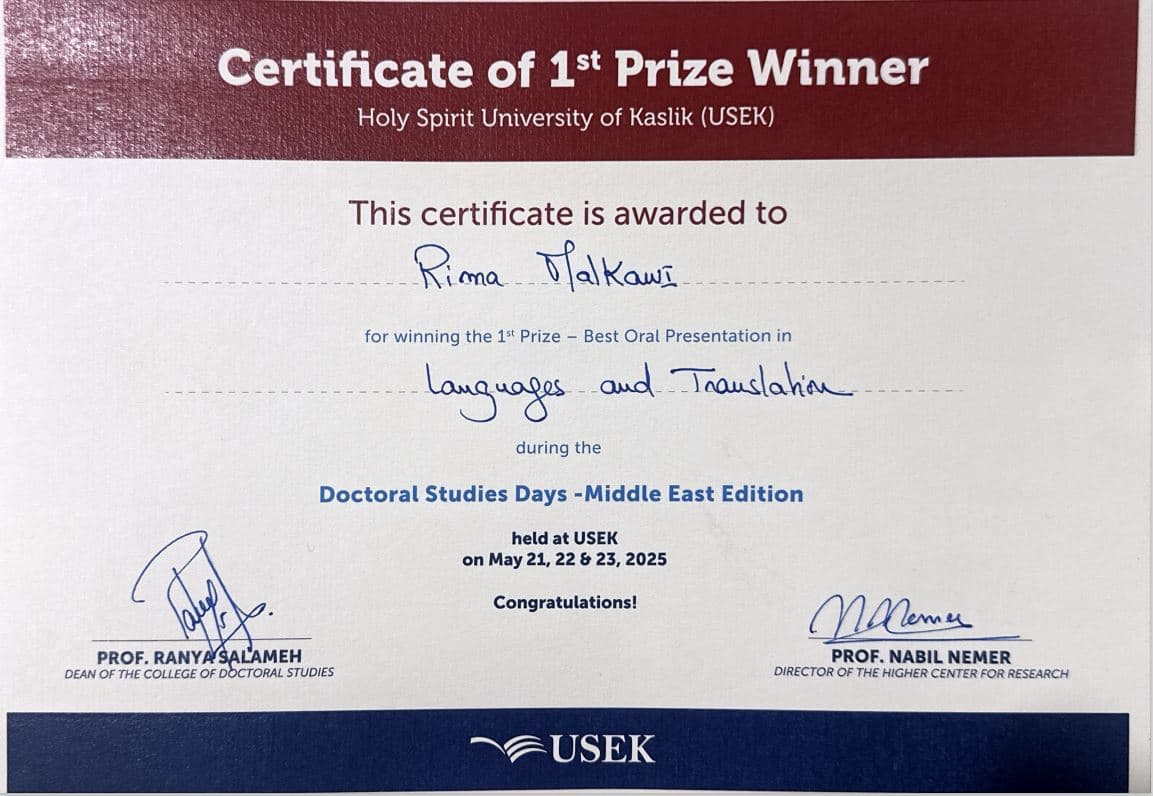 Certificate of 1st Prize Winner
Holy Spirit University of Kaslik (USEK)
This certificate is awarded to
Rima Malkawi
for winning the 1st Prize – Best Oral Presentation in
Languages and Translation
during the
Doctoral Studies Days -Middle East Edition
held at USEK
on May 21, 22 & 23, 2025
Congratulations!
PROF. RANYA SALAMEH
DEAN OF THE COLLEGE OF DOCTORAL STUDIES
NNemer
PROF. NABIL NEMER
DIRECTOR OF THE HIGHER CENTER FOR RESEARCH
USEK